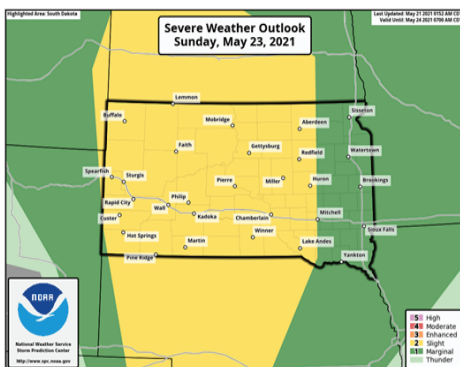 Highlighted Area: South Dakota
Severe Weather Outlook
Sunday, May 23, 2021
Last Updated: May 21 2021 0152 AM CDT
Valid Until: May 24 2021 0700 AM CDT
Lemmon
Buffalo
Mobridge
Aberdeen
Sisseton
Faith
Gettysburg
Redfield
Watertown
Spearfish
Sturgis
Pierre
Miller
Huron
Brookings
Rapid City
Wall
Philip
Custer
Kadoka
Chamberlain
Mitchell
Hot Springs
Winner
Sioux Falls
Martin
Lake Andes
Pine Ridge
Yankton
NOAA
National Weather Service
Storm Prediction Center
http://www.spc.noaa.gov
5 High
4 Moderate
3 Enhanced
2 Slight
1 Marginal
Thunder